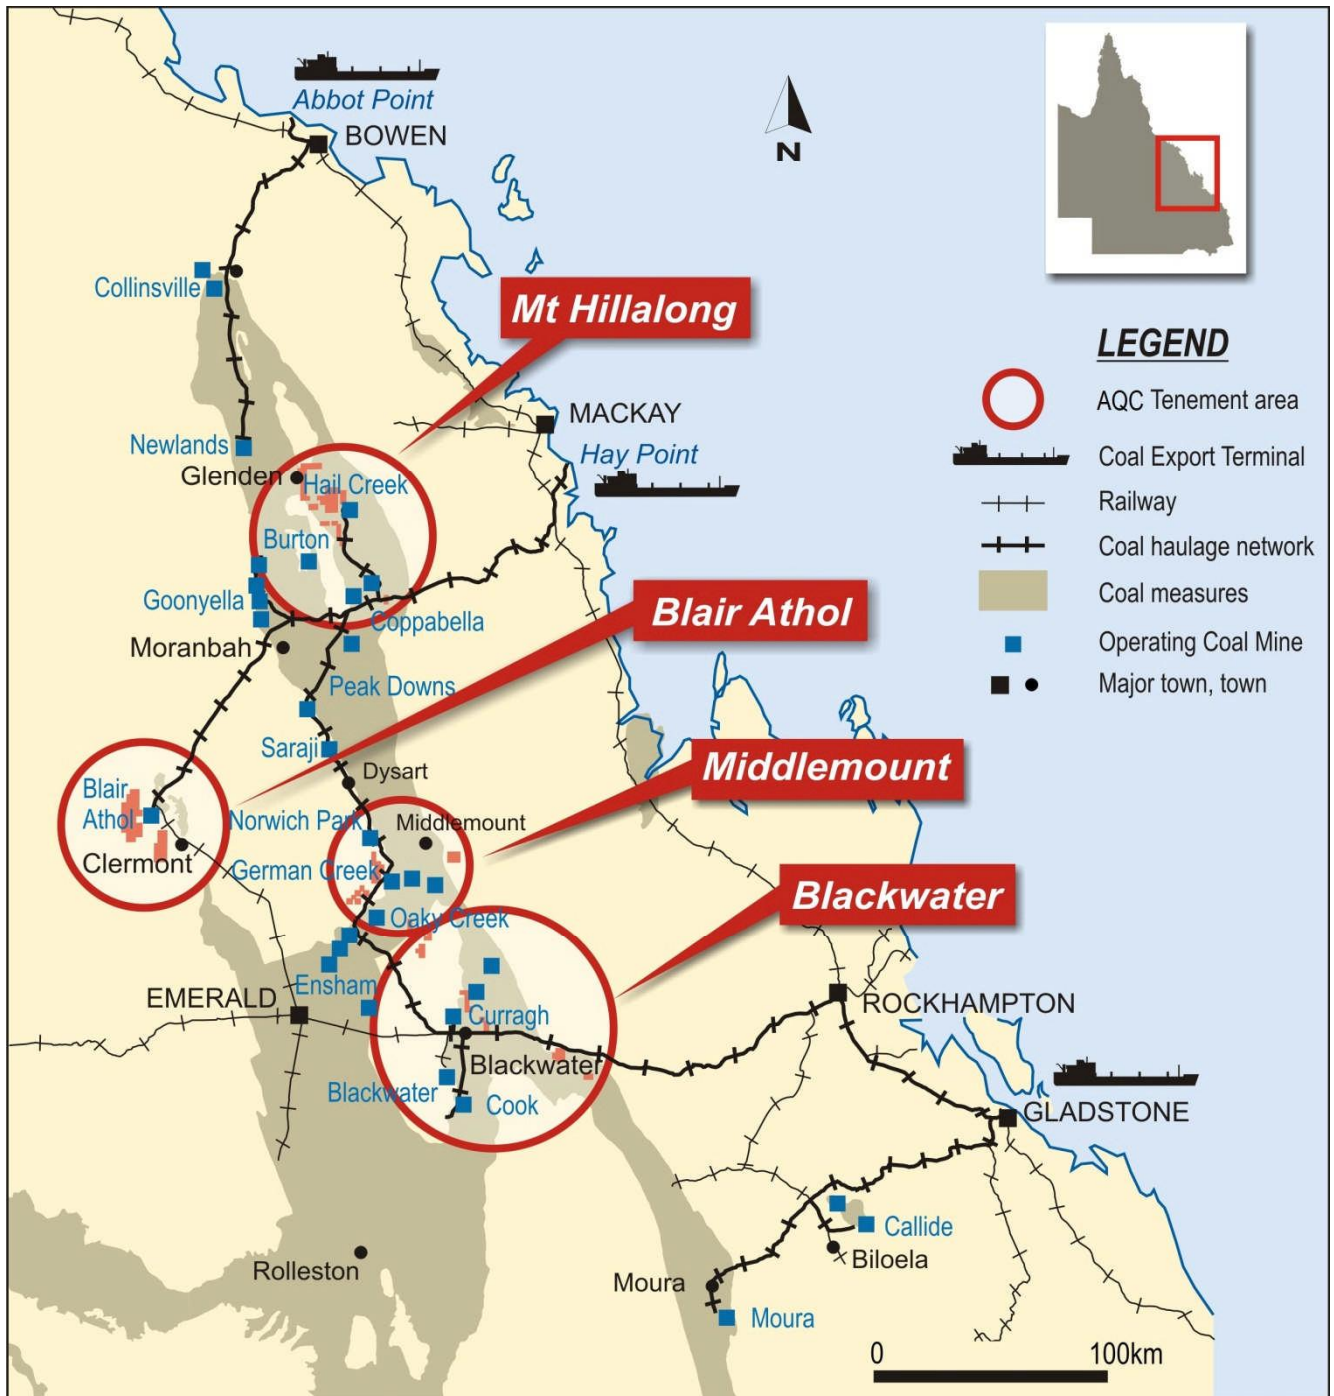 Abbot Point
BOWEN
N
Collinsville
Mt Hillalong
LEGEND
AQC Tenement area
Coal Export Terminal
Railway
Coal haulage network
Coal measures
Operating Coal Mine
Major town, town
MACKAY
Hay Point
Newlands
Glenden
Hail Creek
Burton
Goonyella
Coppabella
Moranbah
Blair Athol
Peak Downs
Saraji
Dysart
Middlemount
Blair
Athol
Norwich Park
Middlemount
Clermont
German Creek
Blackwater
Oaky Creek
Ensham
EMERALD
Curragh
ROCKHAMPTON
Blackwater
Blackwater
Cook
GLADSTONE
Callide
Biloela
Rolleston
Moura
Moura
0
100km